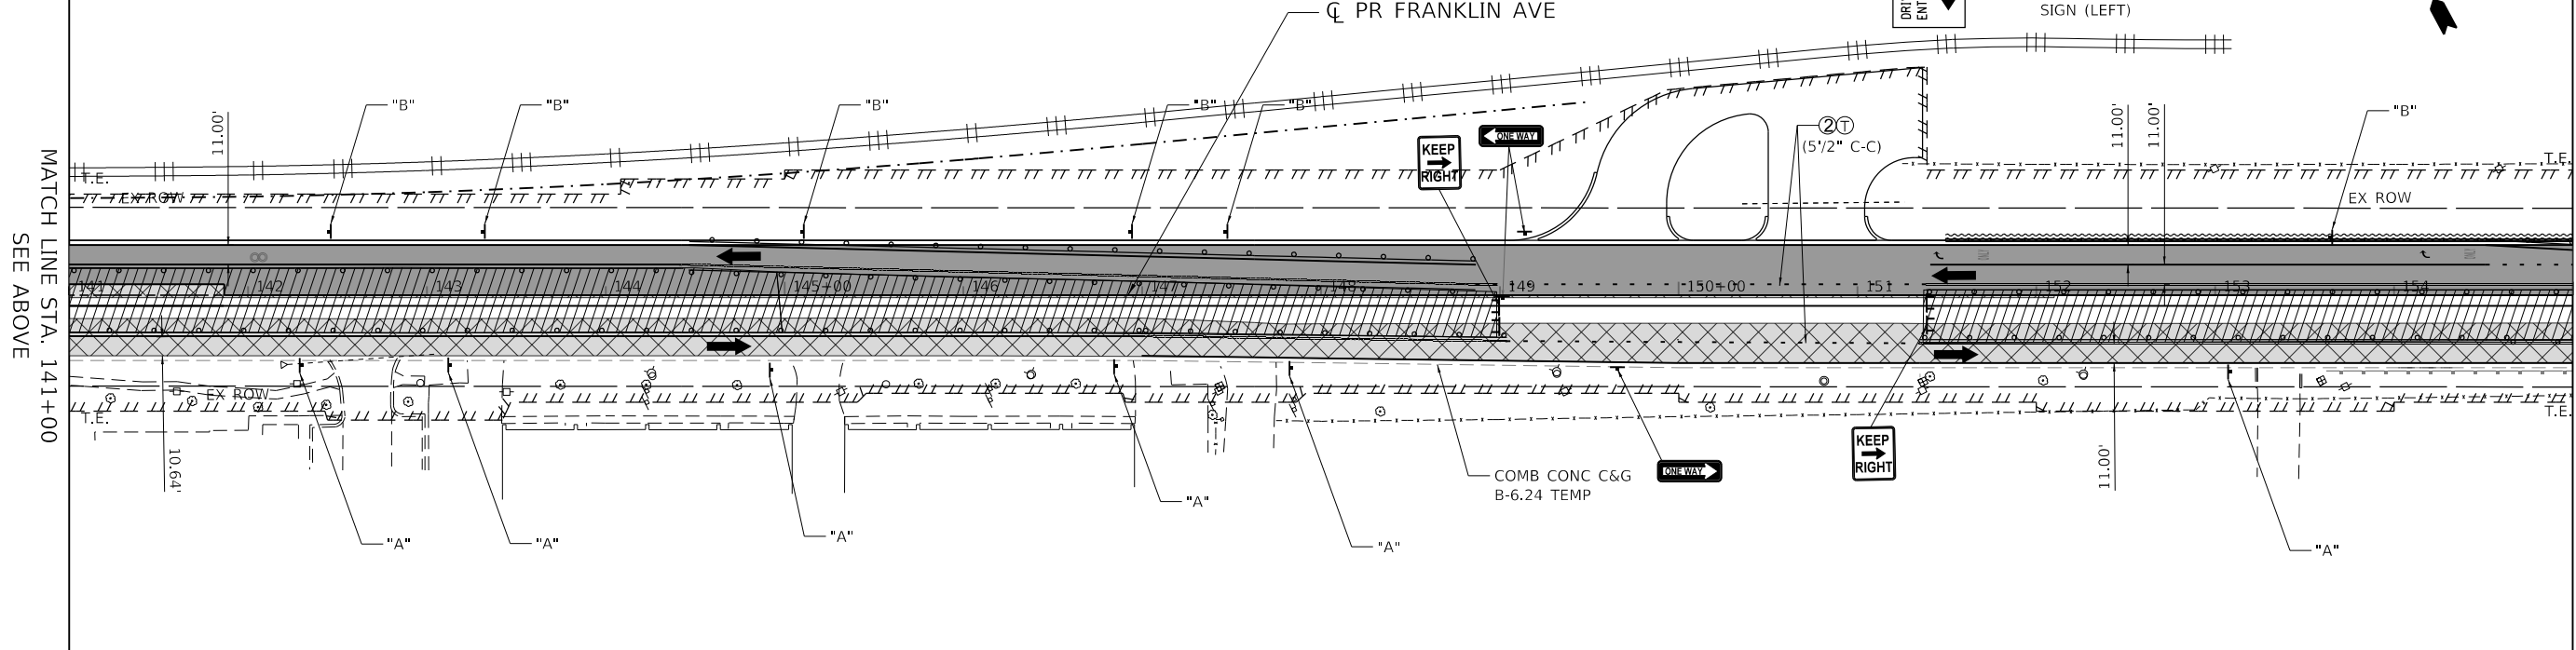 ℄ PR FRANKLIN AVE
SIGN (LEFT)
"B"
"B"
"B"
"B"
"B"
"B"
11.00'
11.00'
11.00'
KEEP
RIGHT
ONE WAY
②Ⓣ
(5'/2" C-C)
T.E.
EX ROW
T.E.
EX ROW
MATCH LINE STA. 141+00
SEE ABOVE
141
142
143
144
145+00
146
147
148
149
150+00
151
152
153
154
EX ROW
T.E.
T.E.
10.64'
11.00'
COMB CONC C&G
B-6.24 TEMP
ONE WAY
KEEP
RIGHT
"A"
"A"
"A"
"A"
"A"
"A"